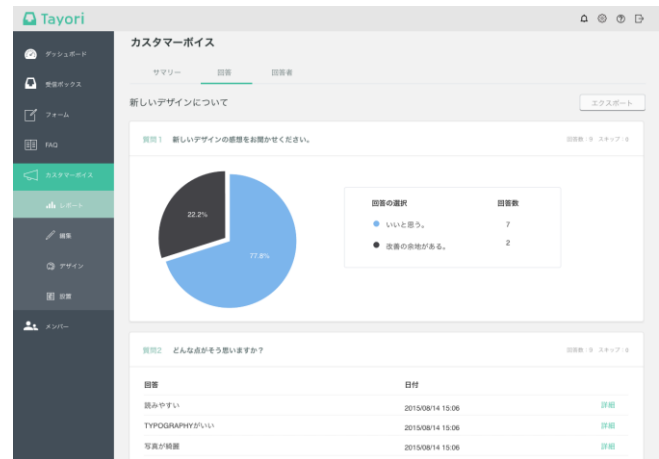 Tayori
カスタマーボイス
ダッシュボード
受信ボックス
フォーム
FAQ
カスタマーボイス
レポート
編集
デザイン
設置
メンバー
サマリー 回答 回答者
新しいデザインについて
エクスポート
質問1 新しいデザインの感想をお聞かせください。
回答数：9 スキップ：6
22.2%
77.8%
回答の選択 回答数
いいと思う。 7
改善の余地がある。 2
質問2 どんな点がそう思いますか？
回答 日付
読みやすい 2015/08/14 15:06 詳細
TYPOGRAPHYがいい 2015/08/14 15:06 詳細
写真が綺麗 2015/08/14 15:06 詳細